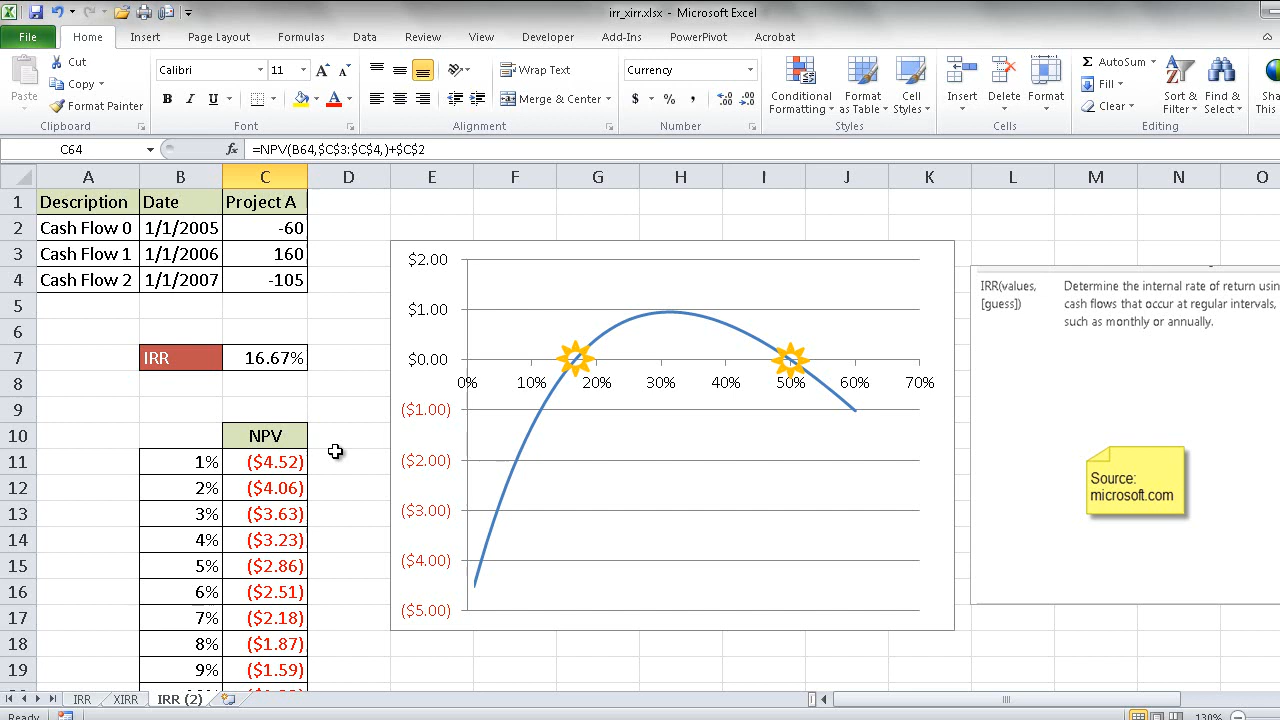 irr_xirr.xlsx - Microsoft Excel
File Home Insert Page Layout Formulas Data Review View Developer Add-Ins PowerPivot Acrobat
Paste
Cut
Copy
Format Painter
Clipboard
Calibri 11
B I U
Font
Wrap Text
Merge & Center
Alignment
Currency
$ % ,
Number
Conditional Formatting
Format as Table
Cell Styles
Styles
Insert Delete Format
Cells
AutoSum
Fill
Clear
Sort & Filter
Find & Select
Editing
C64 fx =NPV(B64,$C$3:$C$4,)+$C$2
A B C D E F G H I J K L M N O
1 Description Date Project A
2 Cash Flow 0 1/1/2005 -60
3 Cash Flow 1 1/1/2006 160
4 Cash Flow 2 1/1/2007 -105
5
6
7 IRR 16.67%
8
9
10 NPV
11 1% ($4.52)
12 2% ($4.06)
13 3% ($3.63)
14 4% ($3.23)
15 5% ($2.86)
16 6% ($2.51)
17 7% ($2.18)
18 8% ($1.87)
19 9% ($1.59)
$2.00
$1.00
$0.00
0% 10% 20% 30% 40% 50% 60% 70%
($1.00)
($2.00)
($3.00)
($4.00)
($5.00)
IRR(values,
[guess])
Determine the internal rate of return
cash flows that occur at regular intervals,
such as monthly or annually.
Source:
microsoft.com
IRR XIRR IRR (2)
Ready 130%